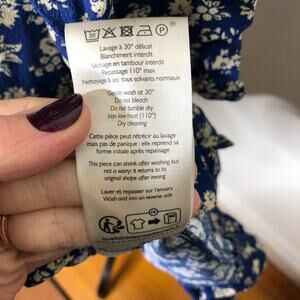 30 P
Lavage à 30° délicat
Blanchiment interdit
Séchage en tambour interdit
Repassage 110° max
Nettoyage à sec tous solvants normaux
Gentle wash at 30°
Do not bleach
Do not tumble dry
Iron low heat (110°)
Dry cleaning
Cette pièce peut rétrécir au lavage
mais pas de panique : elle reprend sa
forme initiale après repassage.
This piece can shrink after washing but
not a worry: it returns to its
original shape after ironing
Laver et repasser sur l'envers
Wash and iron on reverse side
FR